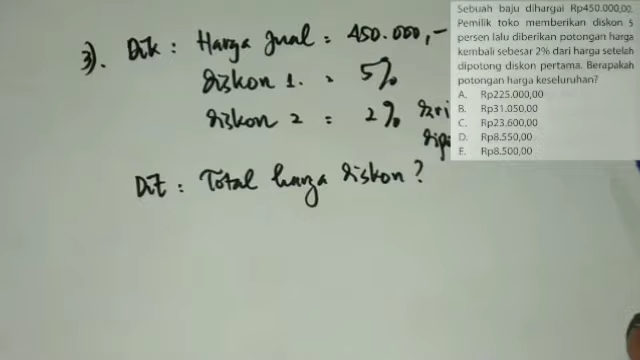 3). Dik : Harga Jual = 450.000,-
diskon 1. = 5%
diskon 2 = 2% dari
Dit : Total harga diskon ?
Sebuah baju dihargai Rp450.000,00.
Pemilik toko memberikan diskon 5
persen lalu diberikan potongan harga
kembali sebesar 2% dari harga setelah
dipotong diskon pertama. Berapakah
potongan harga keseluruhan?
A. Rp225.000,00
B. Rp31.050,00
C. Rp23.600,00
D. Rp8.550,00
E. Rp8.500,00